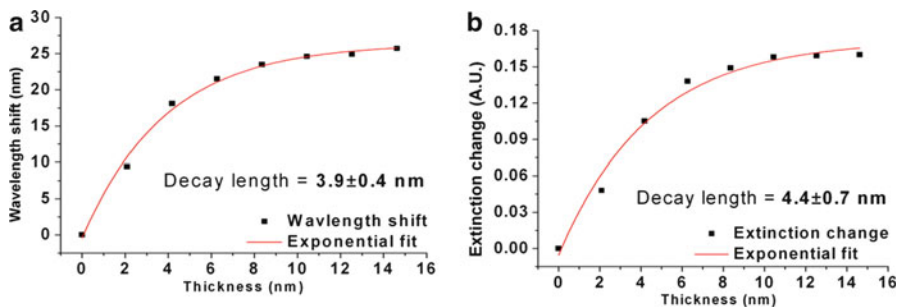 a
30
25
20
15
10
5
0
Wavelength shift (nm)
Decay length = 3.9±0.4 nm
Wavlength shift
Exponential fit
0 2 4 6 8 10 12 14 16
Thickness (nm)
b
0.18
0.15
0.12
0.09
0.06
0.03
0.00
Extinction change (A.U.)
Decay length = 4.4±0.7 nm
Extinction change
Exponential fit
0 2 4 6 8 10 12 14 16
Thickness (nm)